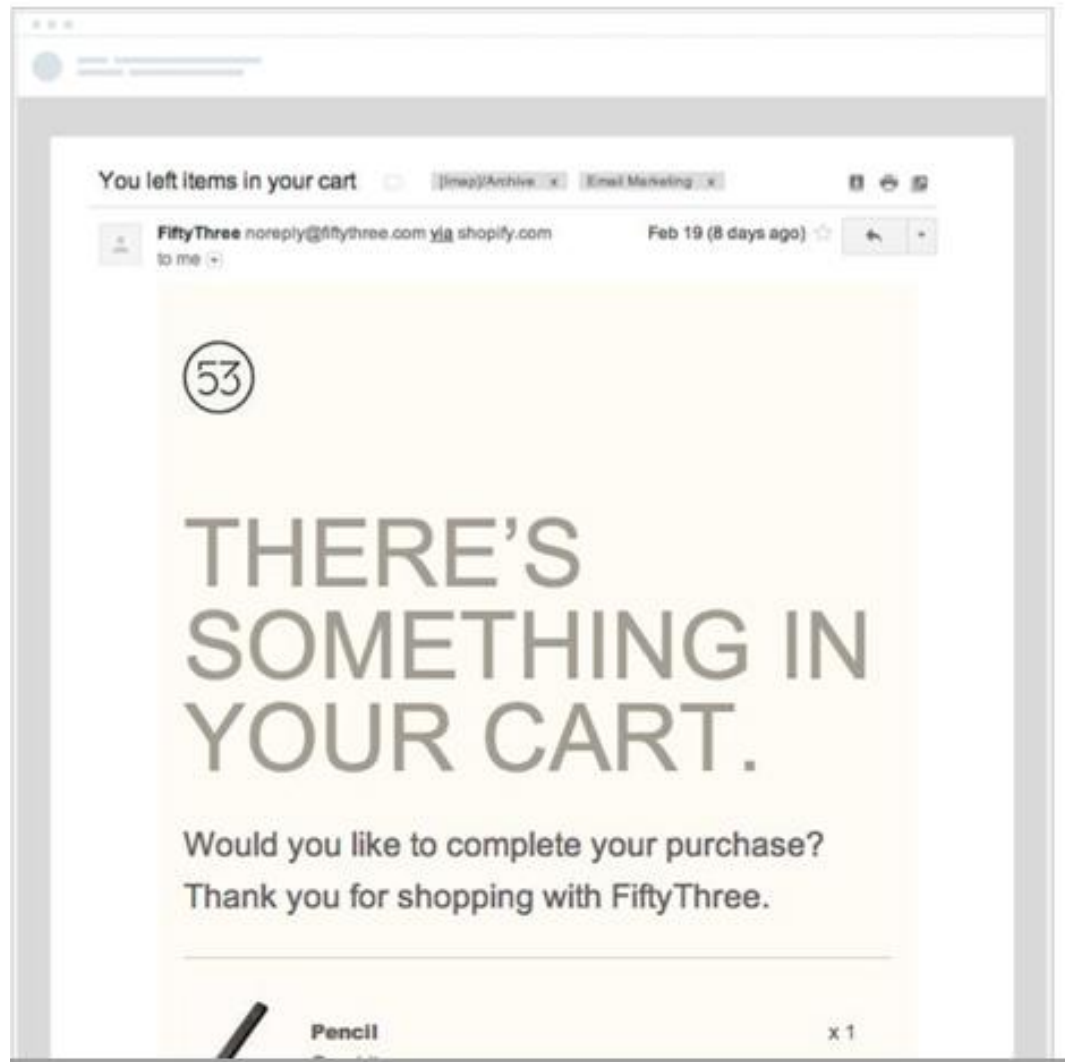 You left items in your cart [Imap]/Archive x Email Marketing x
FiftyThree noreply@fiftythree.com via shopify.com Feb 19 (8 days ago)
to me
53
THERE’S
SOMETHING IN
YOUR CART.
Would you like to complete your purchase?
Thank you for shopping with FiftyThree.
Pencil x 1